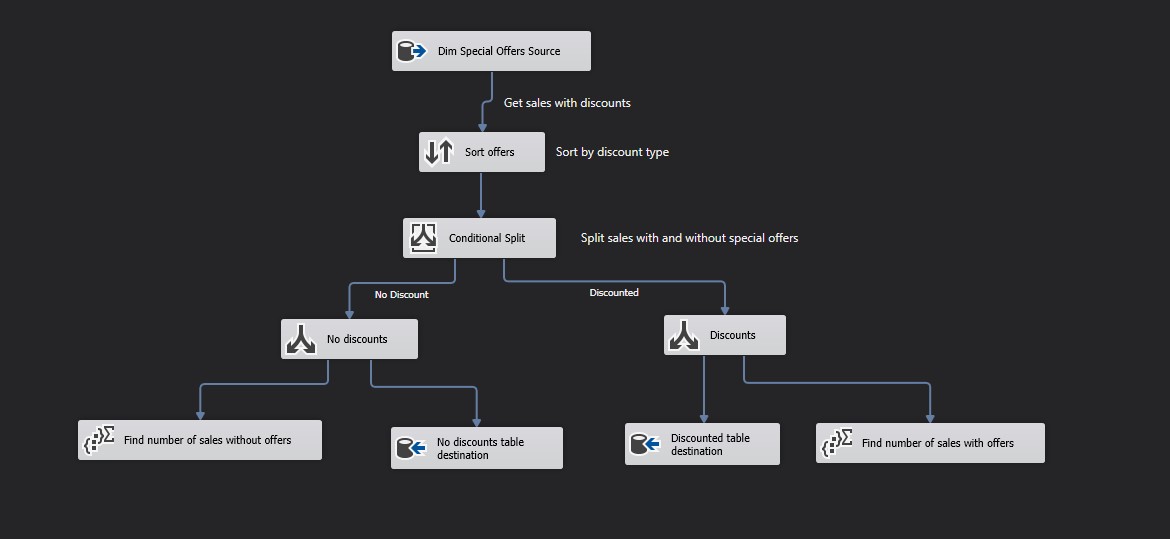 Dim Special Offers Source
Get sales with discounts
Sort offers
Sort by discount type
Conditional Split
Split sales with and without special offers
No Discount
Discounted
No discounts
Discounts
Find number of sales without offers
No discounts table
destination
Discounted table
destination
Find number of sales with offers